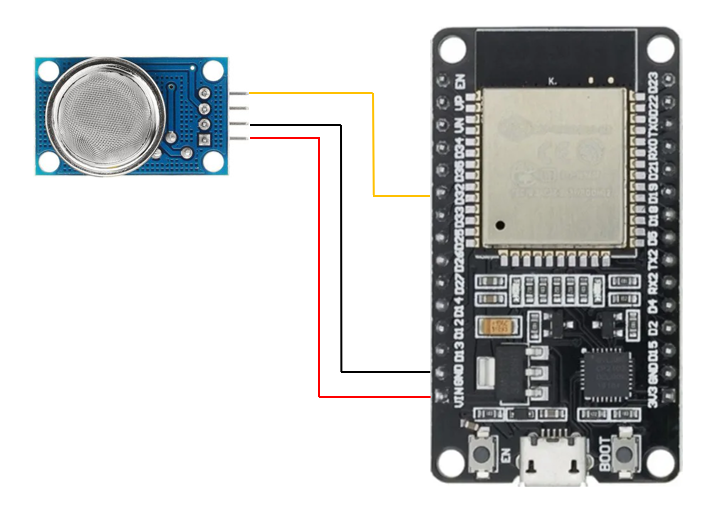 EN
VP
VN
D34
D35
D32
D33
D25
D26
D27
D14
D12
D13
GND
VIN
D23
D22
TX0
RX0
D21
D19
D18
D5
TX2
RX2
D4
D2
D15
GND
3V3
EN
BOOT